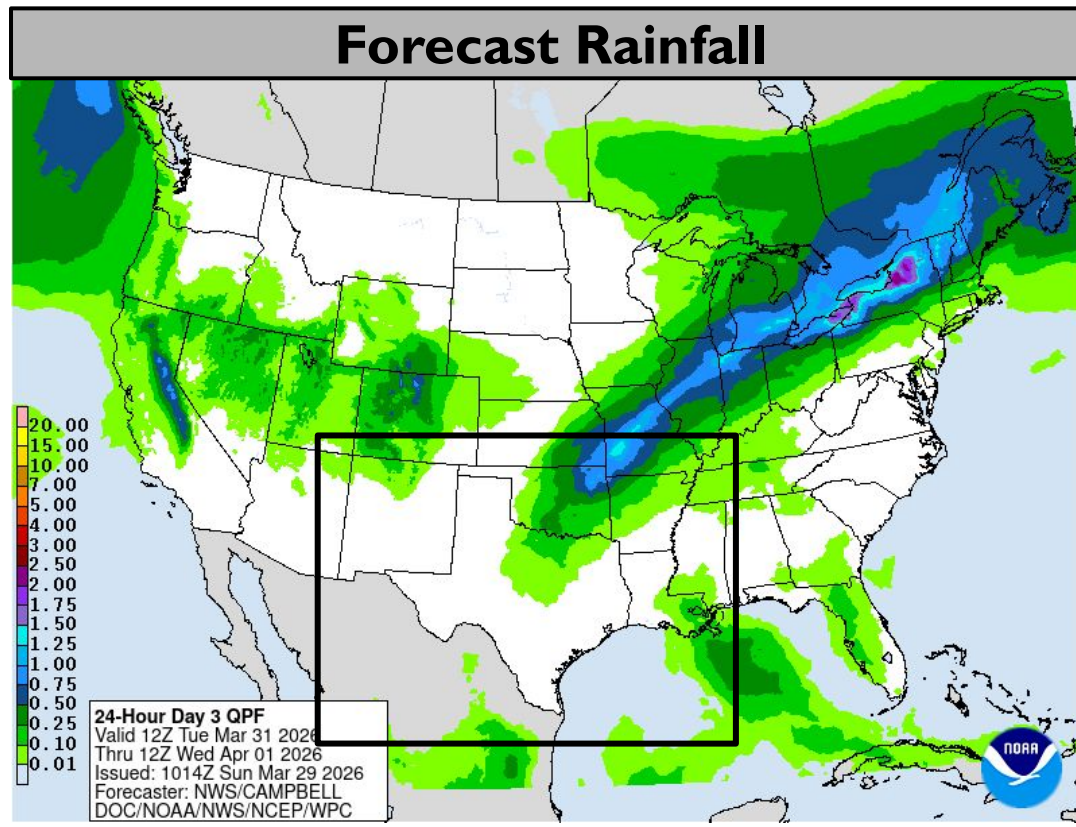 Forecast Rainfall
20.00
15.00
10.00
7.00
5.00
4.00
3.00
2.50
2.00
1.75
1.50
1.25
1.00
0.75
0.50
0.25
0.10
0.01
24-Hour Day 3 QPF
Valid 12Z Tue Mar 31 2026
Thru 12Z Wed Apr 01 2026
Issued: 1014Z Sun Mar 29 2026
Forecaster: NWS/CAMPBELL
DOC/NOAA/NWS/NCEP/WPC
NOAA